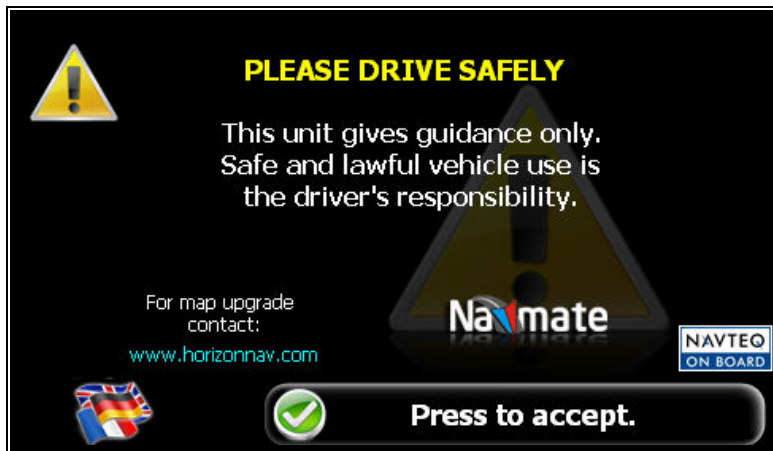 PLEASE DRIVE SAFELY
This unit gives guidance only.
Safe and lawful vehicle use is
the driver's responsibility.
For map upgrade
contact:
www.horizonnav.com
Navmate
NAVTEQ
ON BOARD
Press to accept.